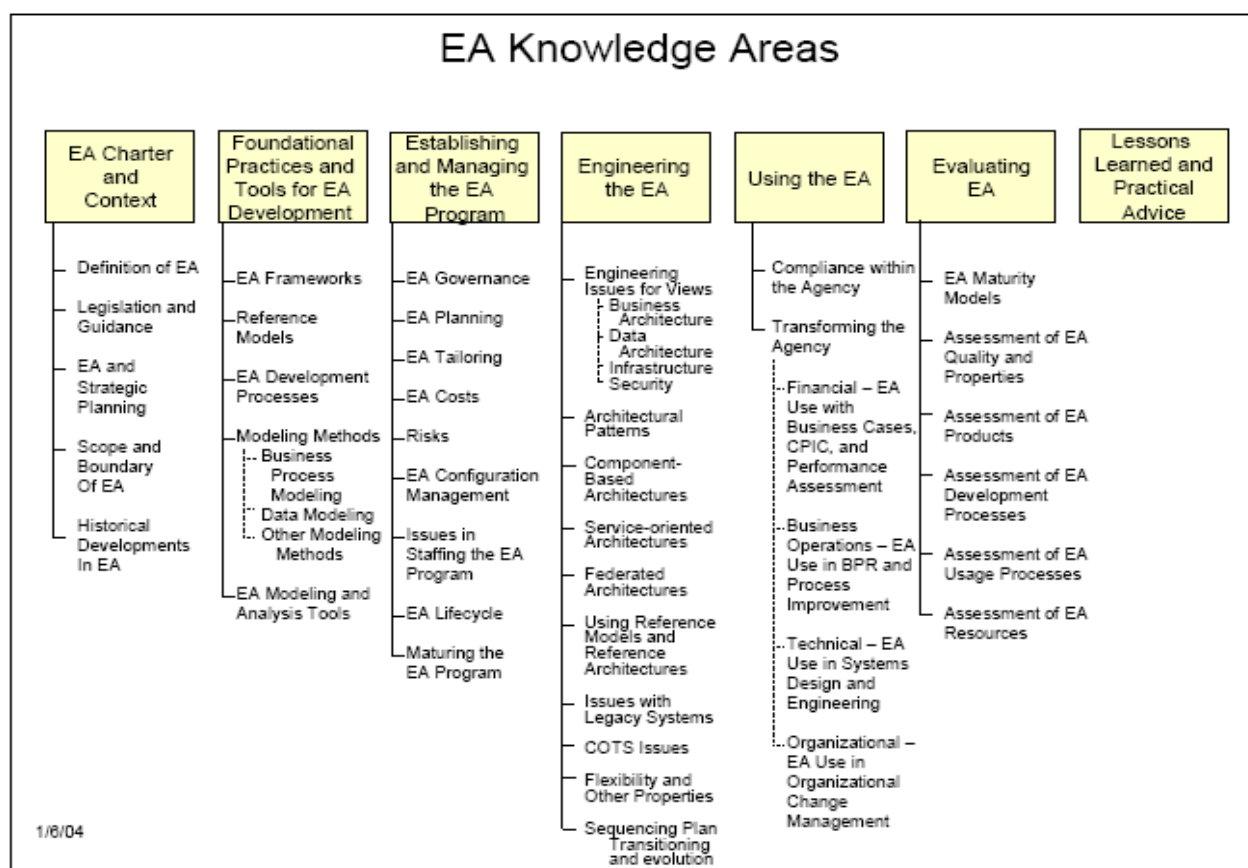 EA Knowledge Areas
EA Charter
and
Context
Definition of EA
Legislation and
Guidance
EA and
Strategic
Planning
Scope and
Boundary
Of EA
Historical
Developments
In EA
Foundational
Practices and
Tools for EA
Development
EA Frameworks
Reference
Models
EA Development
Processes
Modeling Methods
Business
Process
Modeling
Data Modeling
Other Modeling
Methods
EA Modeling and
Analysis Tools
Establishing
and Managing
the EA
Program
EA Governance
EA Planning
EA Tailoring
EA Costs
Risks
EA Configuration
Management
Issues in
Staffing the EA
Program
EA Lifecycle
Maturing the
EA Program
Engineering
the EA
Engineering
Issues for Views
Business
Architecture
Data
Architecture
Infrastructure
Security
Architectural
Patterns
Component-
Based
Architectures
Service-oriented
Architectures
Federated
Architectures
Using Reference
Models and
Reference
Architectures
Issues with
Legacy Systems
COTS Issues
Flexibility and
Other Properties
Sequencing Plan
Transitioning
and evolution
Using the EA
Compliance within
the Agency
Transforming the
Agency
Financial – EA
Use with
Business Cases,
CPIC, and
Performance
Assessment
Business
Operations – EA
Use in BPR and
Process
Improvement
Technical – EA
Use in Systems
Design and
Engineering
Organizational –
EA Use in
Organizational
Change
Management
Evaluating
EA
EA Maturity
Models
Assessment of EA
Quality and
Properties
Assessment of EA
Products
Assessment of EA
Development
Processes
Assessment of EA
Usage Processes
Assessment of EA
Resources
Lessons
Learned and
Practical
Advice
1/6/04